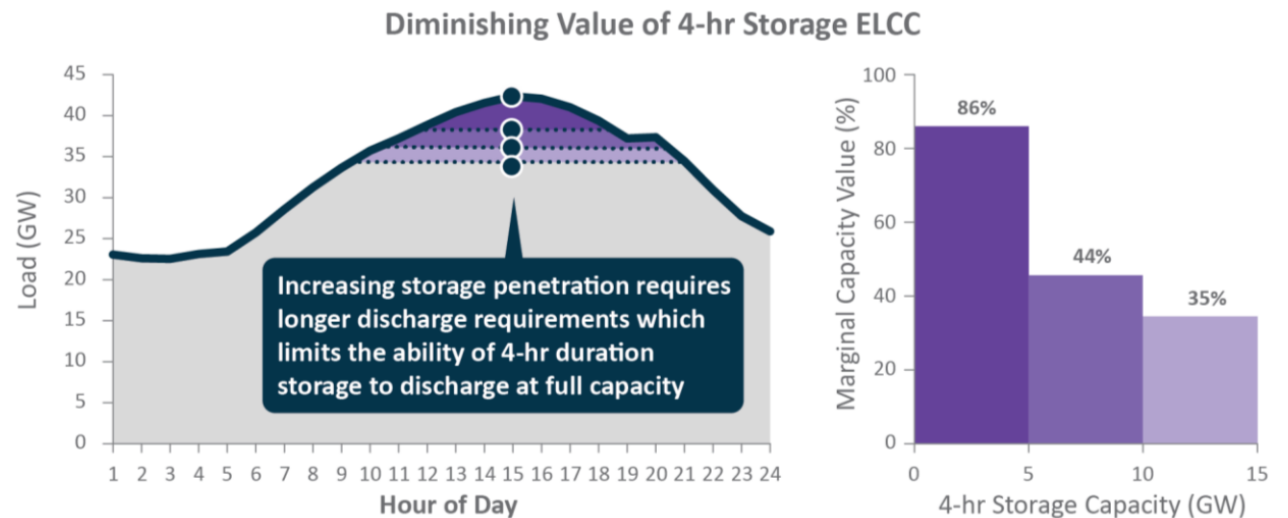 Diminishing Value of 4-hr Storage ELCC
Load (GW)
45
40
35
30
25
20
15
10
5
0
Increasing storage penetration requires
longer discharge requirements which
limits the ability of 4-hr duration
storage to discharge at full capacity
1 2 3 4 5 6 7 8 9 10 11 12 13 14 15 16 17 18 19 20 21 22 23 24
Hour of Day
Marginal Capacity Value (%)
100
80
60
40
20
0
86%
44%
35%
0 5 10 15
4-hr Storage Capacity (GW)